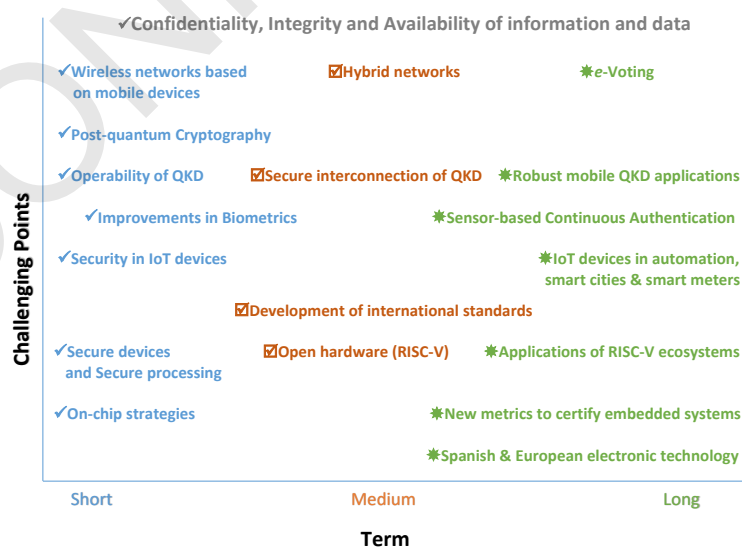 ✓Confidentiality, Integrity and Availability of information and data
✓Wireless networks based on mobile devices
☑Hybrid networks
✷e-Voting
✓Post-quantum Cryptography
✓Operability of QKD
☑Secure interconnection of QKD
✷Robust mobile QKD applications
✓Improvements in Biometrics
✷Sensor-based Continuous Authentication
✓Security in IoT devices
✷IoT devices in automation,
smart cities & smart meters
☑Development of international standards
✓Secure devices
and Secure processing
☑Open hardware (RISC-V)
✷Applications of RISC-V ecosystems
✓On-chip strategies
✷New metrics to certify embedded systems
✷Spanish & European electronic technology
Challenging Points
Short
Medium
Long
Term